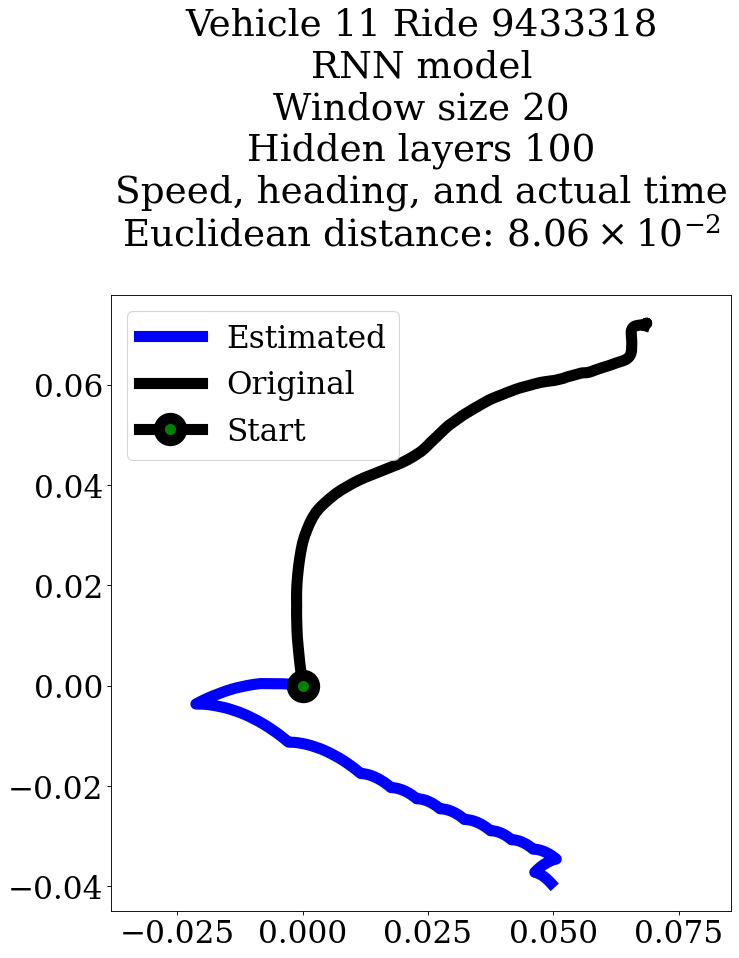 Vehicle 11 Ride 9433318
RNN model
Window size 20
Hidden layers 100
Speed, heading, and actual time
Euclidean distance: 8.06 × 10⁻²
Estimated
Original
Start
0.06
0.04
0.02
0.00
−0.02
−0.04
−0.025 0.000 0.025 0.050 0.075